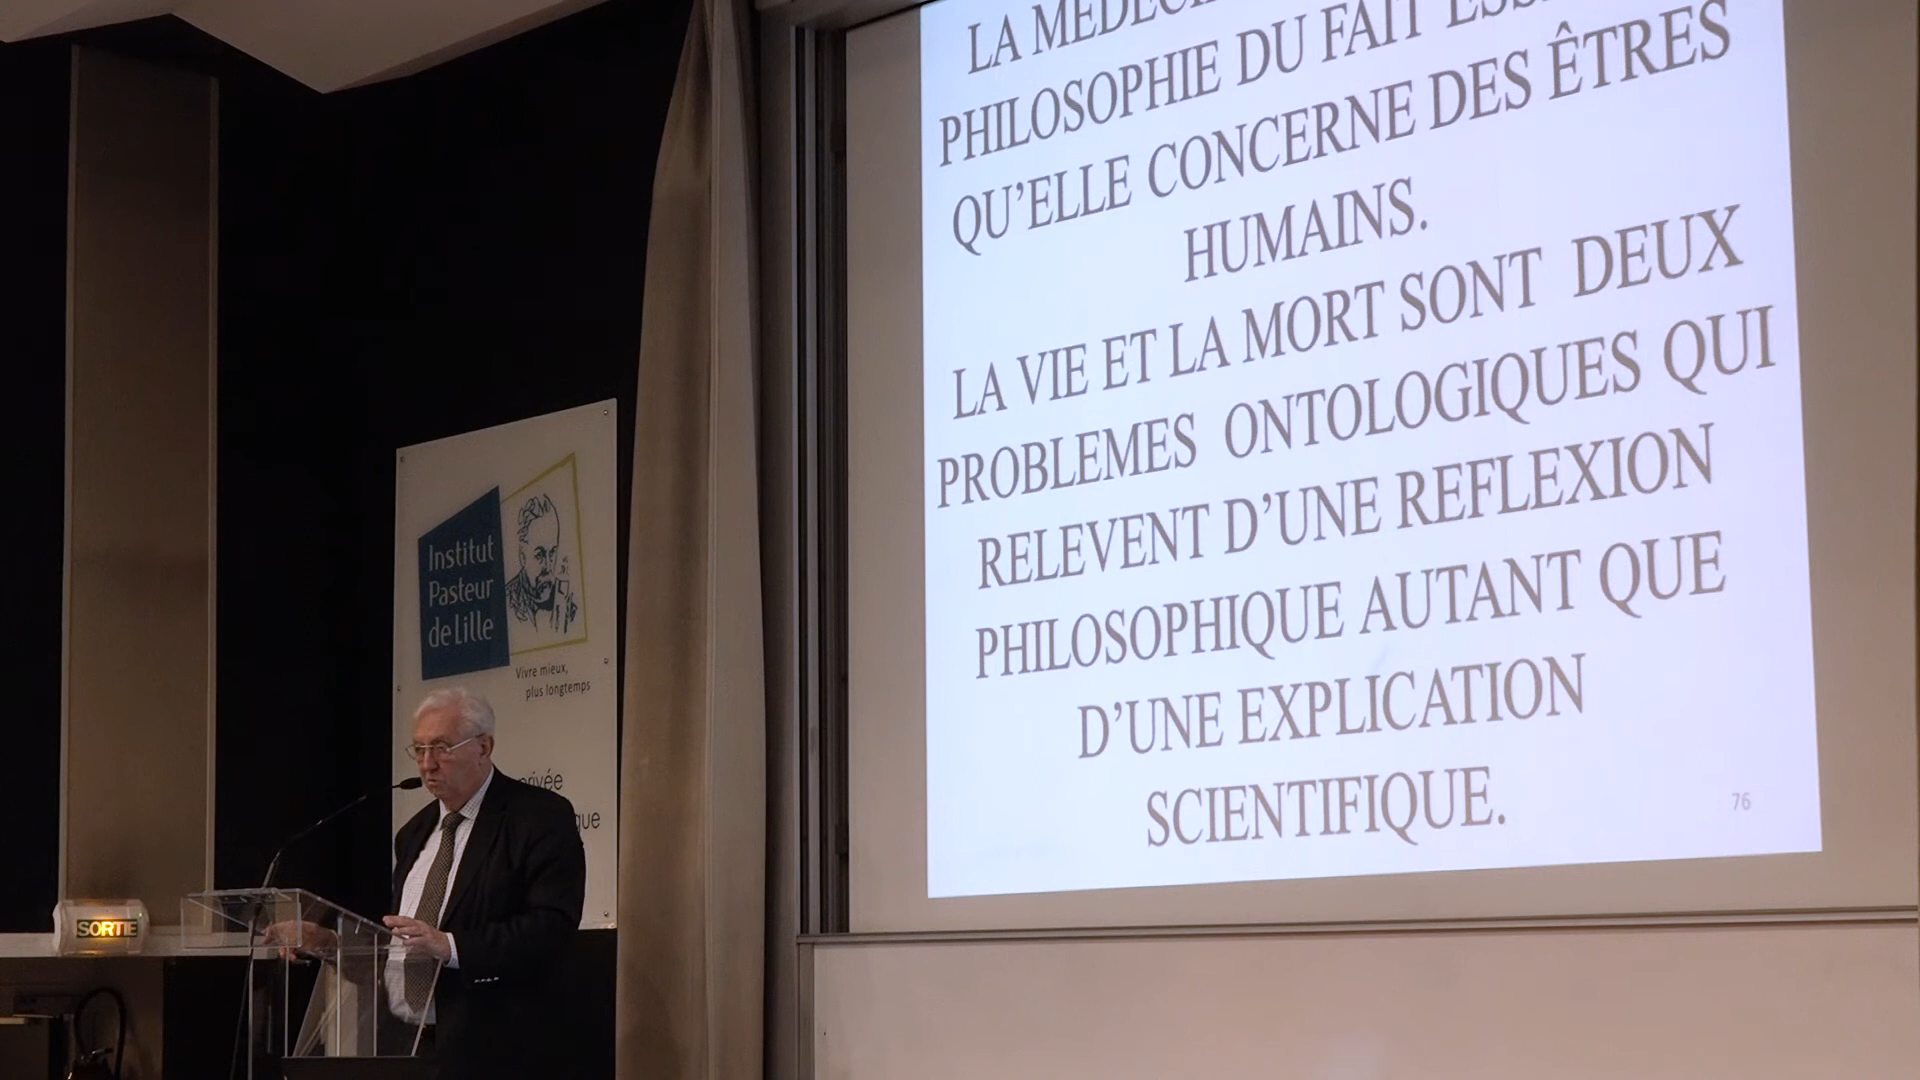 LA
PHILOSOPHIE DU FAIT
QU'ELLE CONCERNE DES ÊTRES
HUMAINS.
LA VIE ET LA MORT SONT DEUX
PROBLEMES ONTOLOGIQUES QUI
RELEVENT D'UNE REFLEXION
PHILOSOPHIQUE AUTANT QUE
D'UNE EXPLICATION
SCIENTIFIQUE.
76
Institut
Pasteur
de Lille
Vivre mieux,
plus longtemps
SORTIE